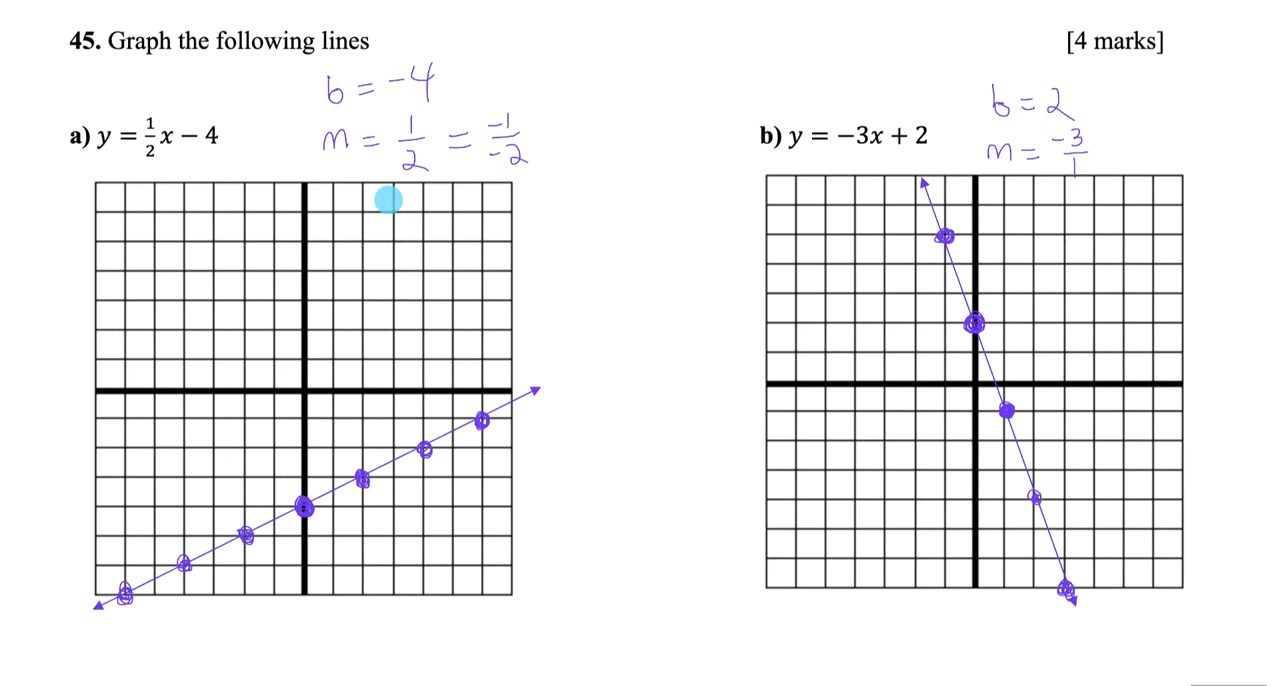 45. Graph the following lines [4 marks]
b = -4
a) y = 1/2 x − 4
m = 1/2 = -1/-2
b = 2
b) y = −3x + 2
m = -3/1